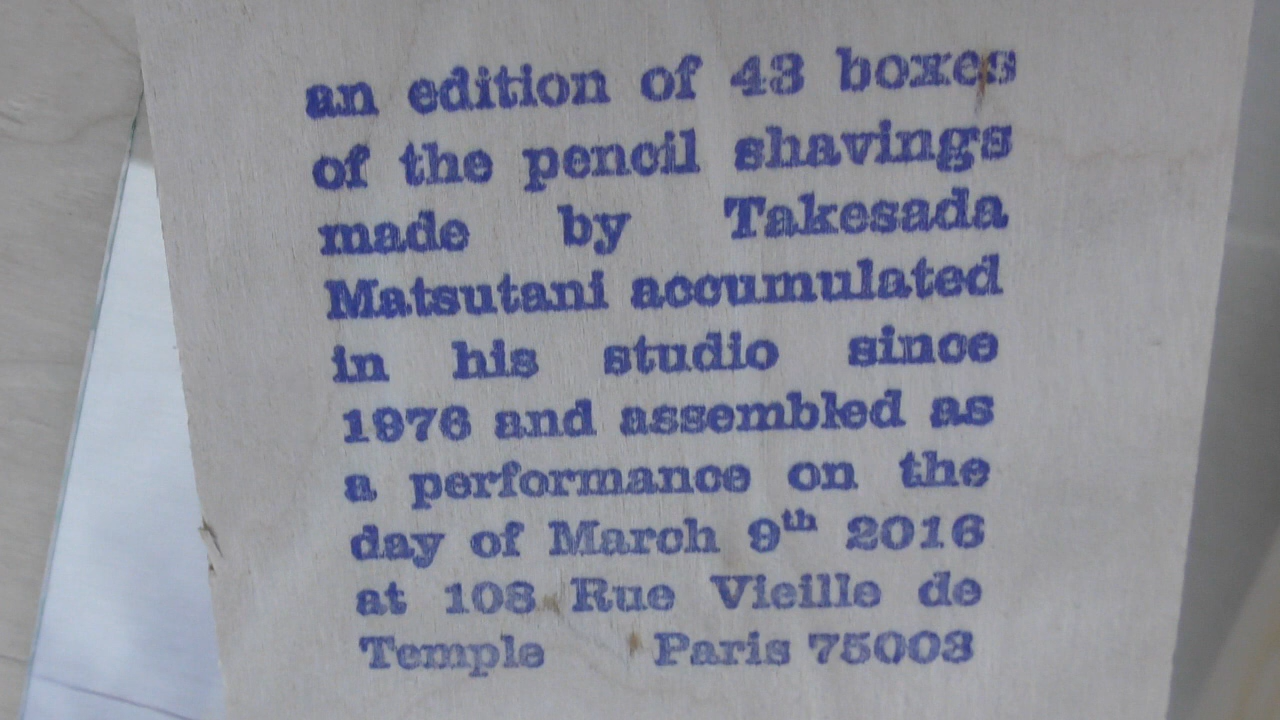 an edition of 43 boxes
of the pencil shavings
made by Takesada
Matsutani accumulated
in his studio since
1976 and assembled as
a performance on the
day of March 9th 2016
at 108 Rue Vieille de
Temple Paris 75003